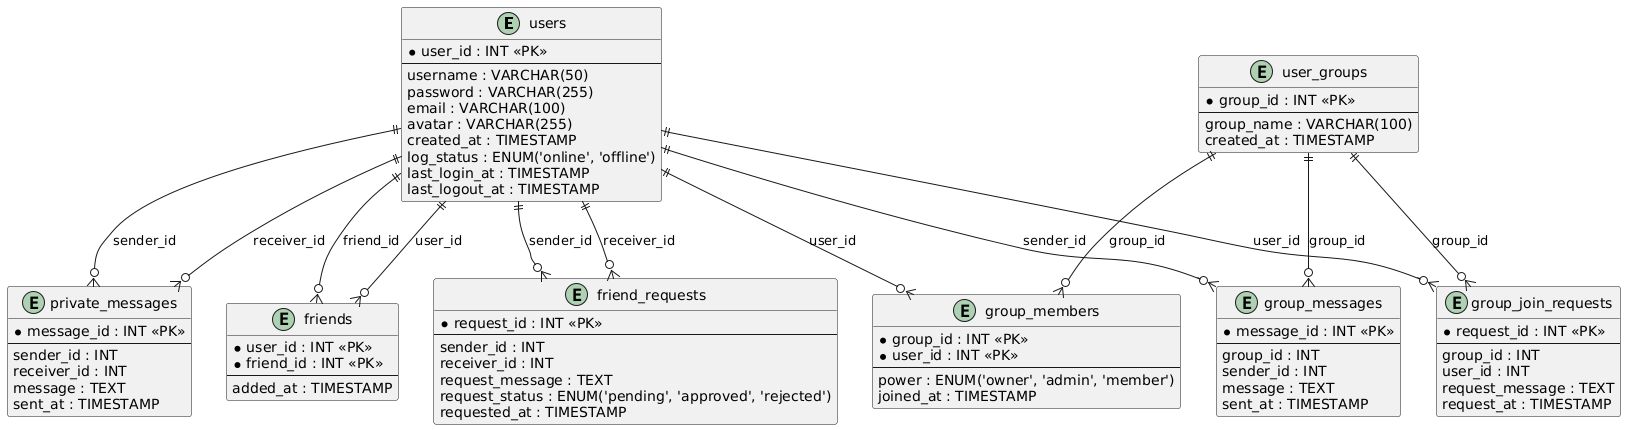 E users
* user_id : INT «PK»
username : VARCHAR(50)
password : VARCHAR(255)
email : VARCHAR(100)
avatar : VARCHAR(255)
created_at : TIMESTAMP
log_status : ENUM('online', 'offline')
last_login_at : TIMESTAMP
last_logout_at : TIMESTAMP
E user_groups
* group_id : INT «PK»
group_name : VARCHAR(100)
created_at : TIMESTAMP
sender_id
receiver_id
friend_id
user_id
sender_id
receiver_id
user_id
sender_id
group_id
user_id
group_id
group_id
E private_messages
* message_id : INT «PK»
sender_id : INT
receiver_id : INT
message : TEXT
sent_at : TIMESTAMP
E friends
* user_id : INT «PK»
* friend_id : INT «PK»
added_at : TIMESTAMP
E friend_requests
* request_id : INT «PK»
sender_id : INT
receiver_id : INT
request_message : TEXT
request_status : ENUM('pending', 'approved', 'rejected')
requested_at : TIMESTAMP
E group_members
* group_id : INT «PK»
* user_id : INT «PK»
power : ENUM('owner', 'admin', 'member')
joined_at : TIMESTAMP
E group_messages
* message_id : INT «PK»
group_id : INT
sender_id : INT
message : TEXT
sent_at : TIMESTAMP
E group_join_requests
* request_id : INT «PK»
group_id : INT
user_id : INT
request_message : TEXT
request_at : TIMESTAMP